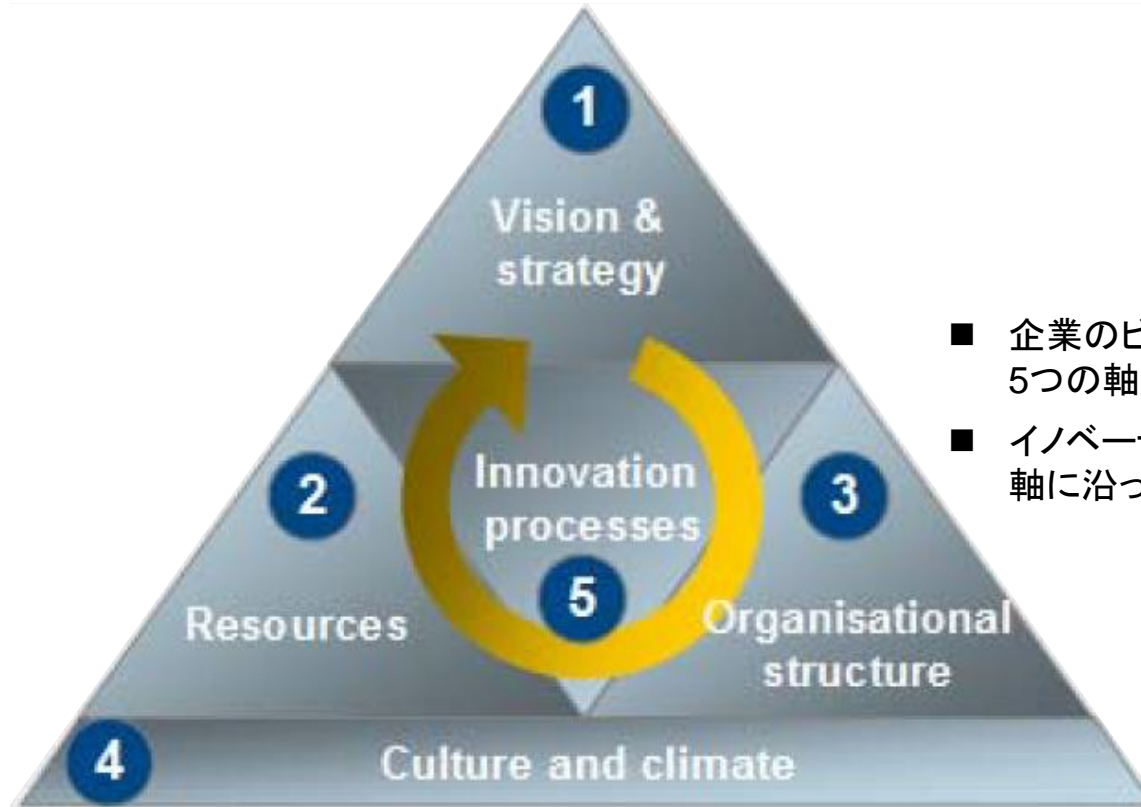 1
Vision &
strategy
2
Innovation
processes
3
5
Resources
Organisational
structure
4
Culture and climate
■ 企業の
5つの軸
■ イノベー
軸に沿っ